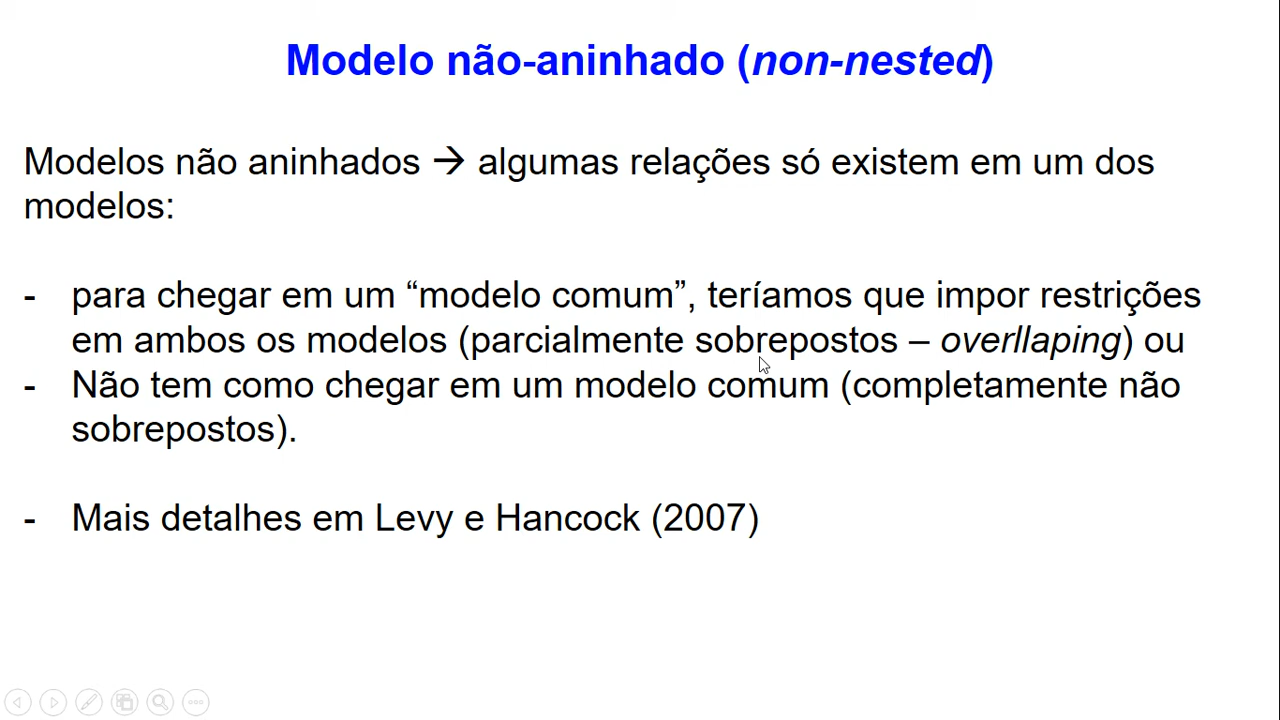 Modelo não-aninhado (non-nested)
Modelos não aninhados → algumas relações só existem em um dos
modelos:
- para chegar em um “modelo comum”, teríamos que impor restrições
em ambos os modelos (parcialmente sobrepostos – overllaping) ou
- Não tem como chegar em um modelo comum (completamente não
sobrepostos).
- Mais detalhes em Levy e Hancock (2007)